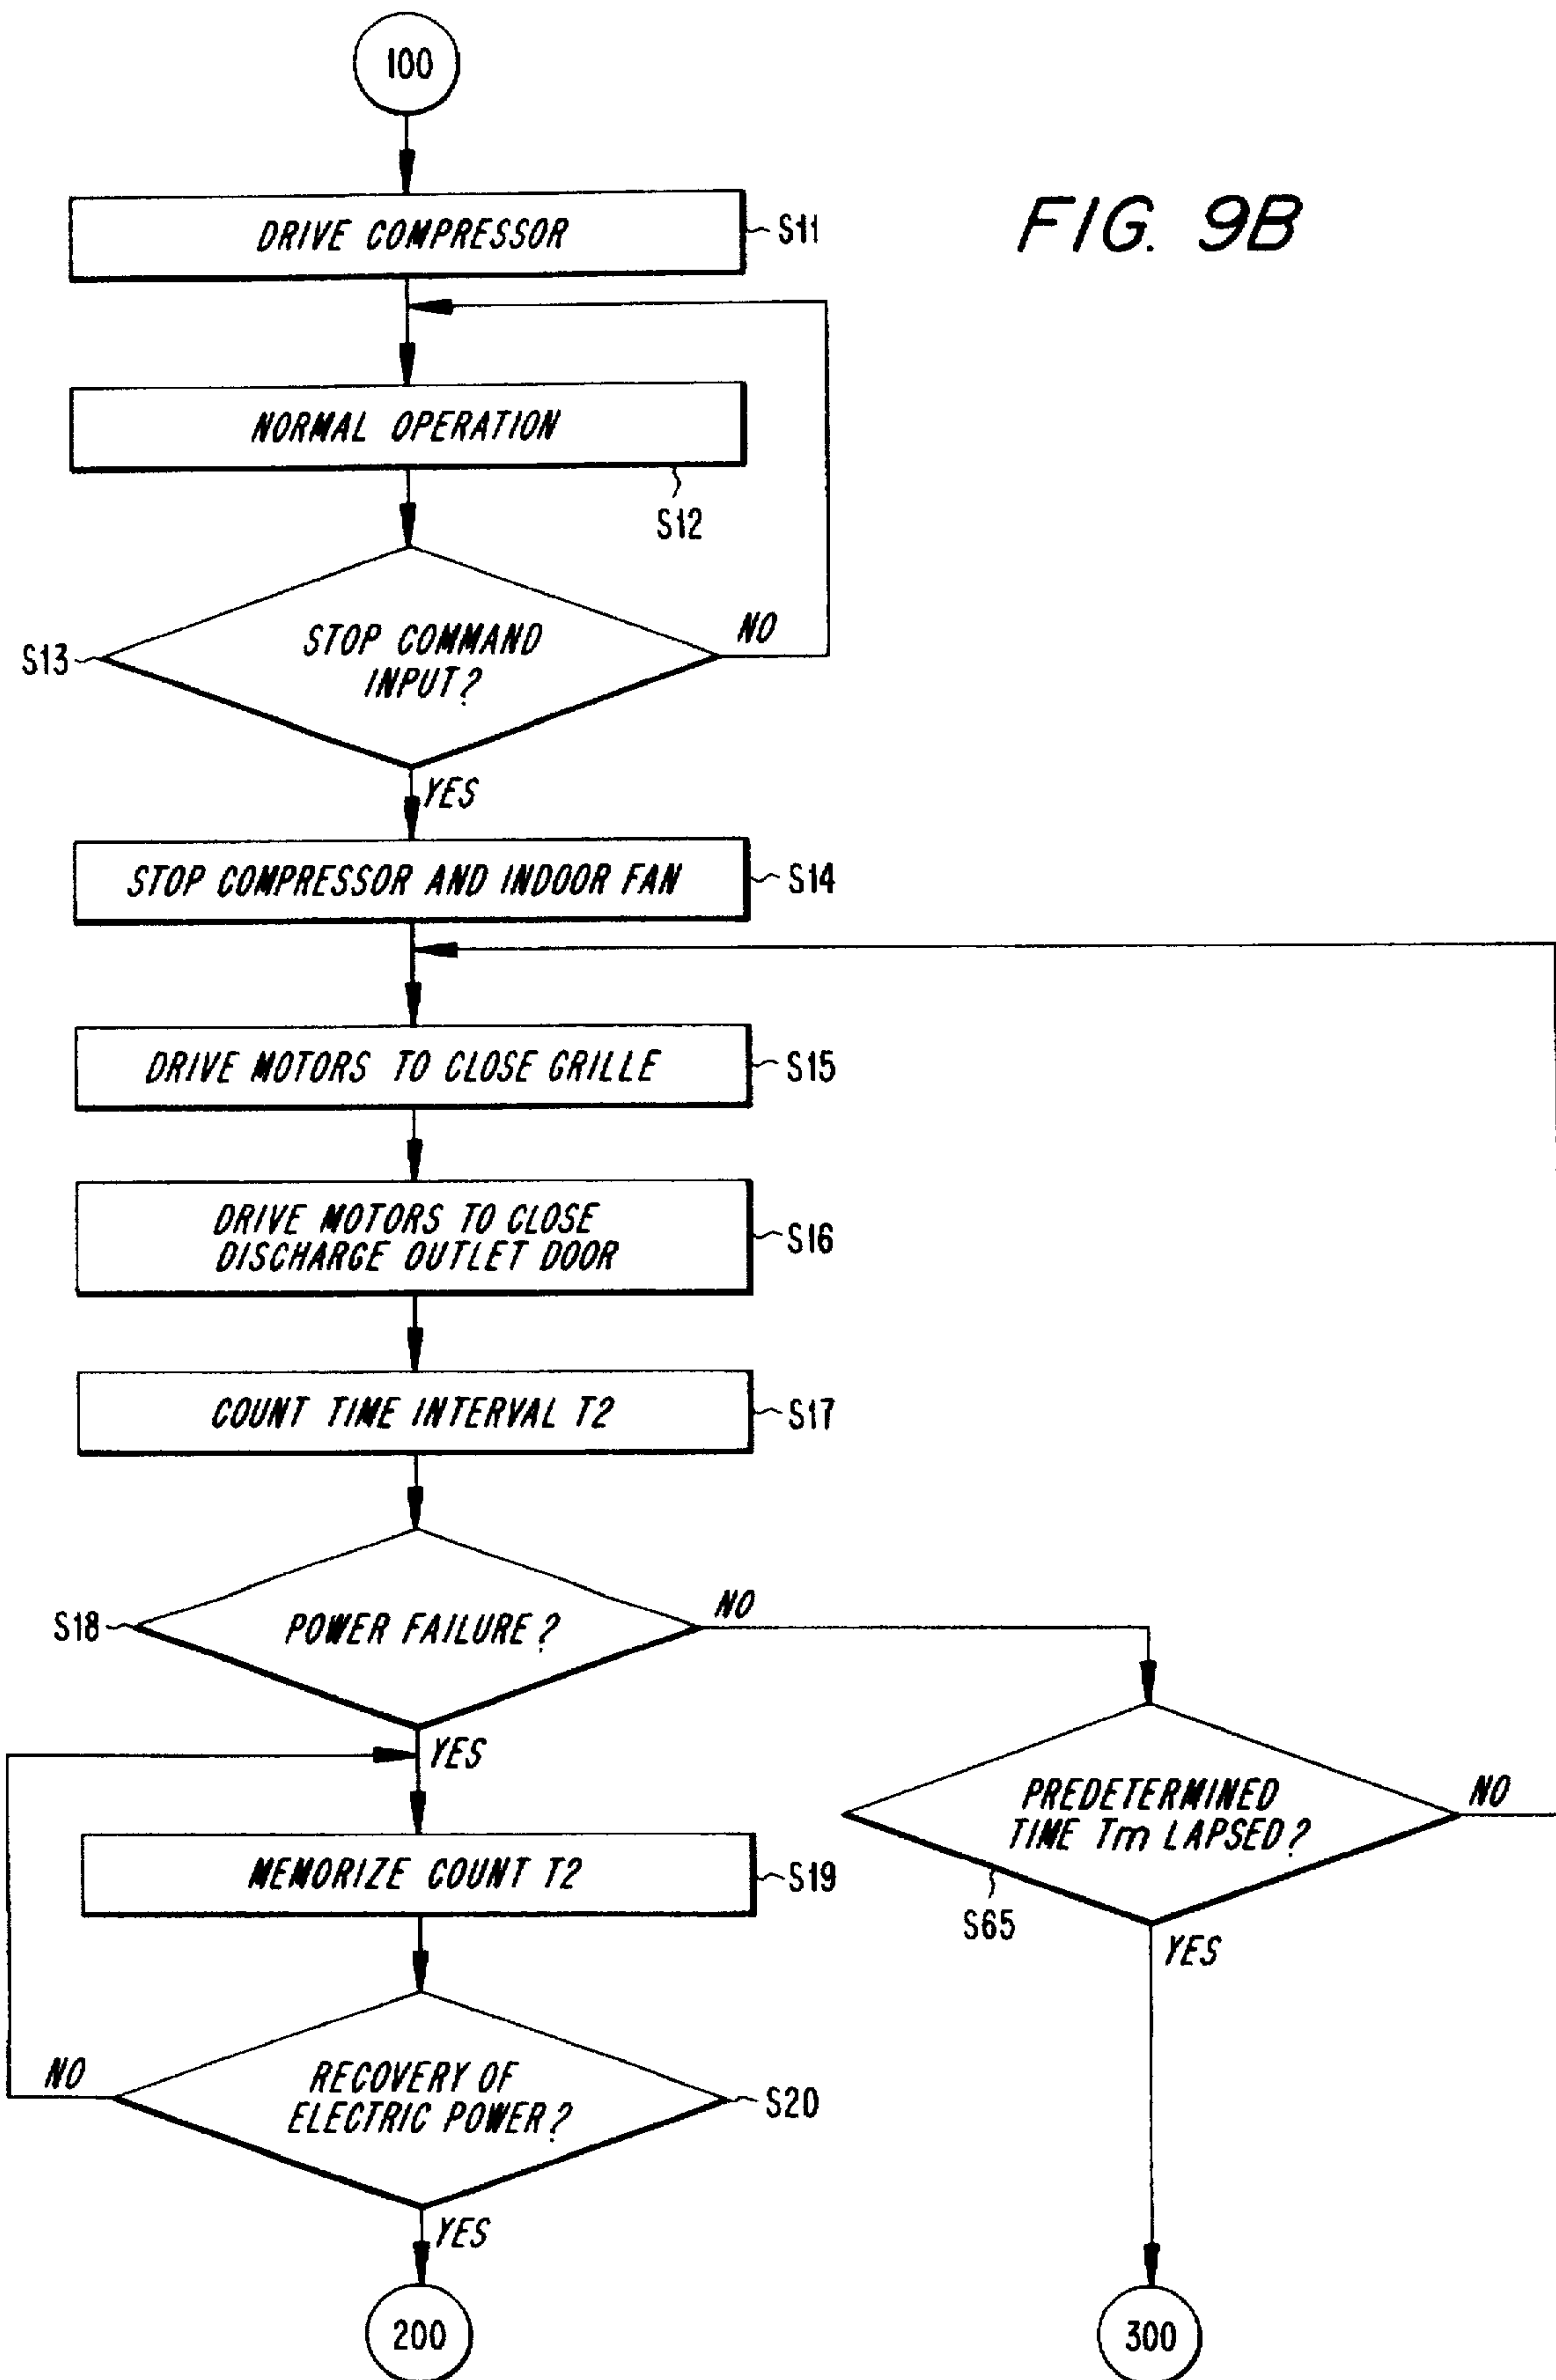 100
DRIVE COMPRESSOR
S11
FIG. 9B
NORMAL OPERATION
S12
STOP COMMAND
INPUT?
S13
NO
YES
STOP COMPRESSOR AND INDOOR FAN
S14
DRIVE MOTORS TO CLOSE GRILLE
S15
DRIVE MOTORS TO CLOSE
DISCHARGE OUTLET DOOR
S16
COUNT TIME INTERVAL T2
S17
POWER FAILURE?
S18
NO
YES
PREDETERMINED
TIME Tm LAPSED?
NO
S65
YES
MEMORIZE COUNT T2
S19
RECOVERY OF
ELECTRIC POWER?
NO
S20
YES
200
300